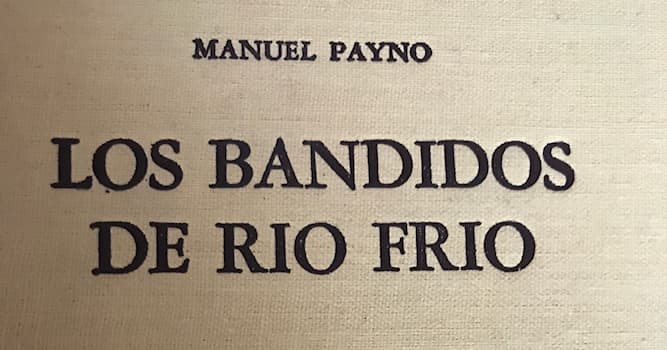 MANUEL PAYNO
LOS BANDIDOS
DE RIO FRIO